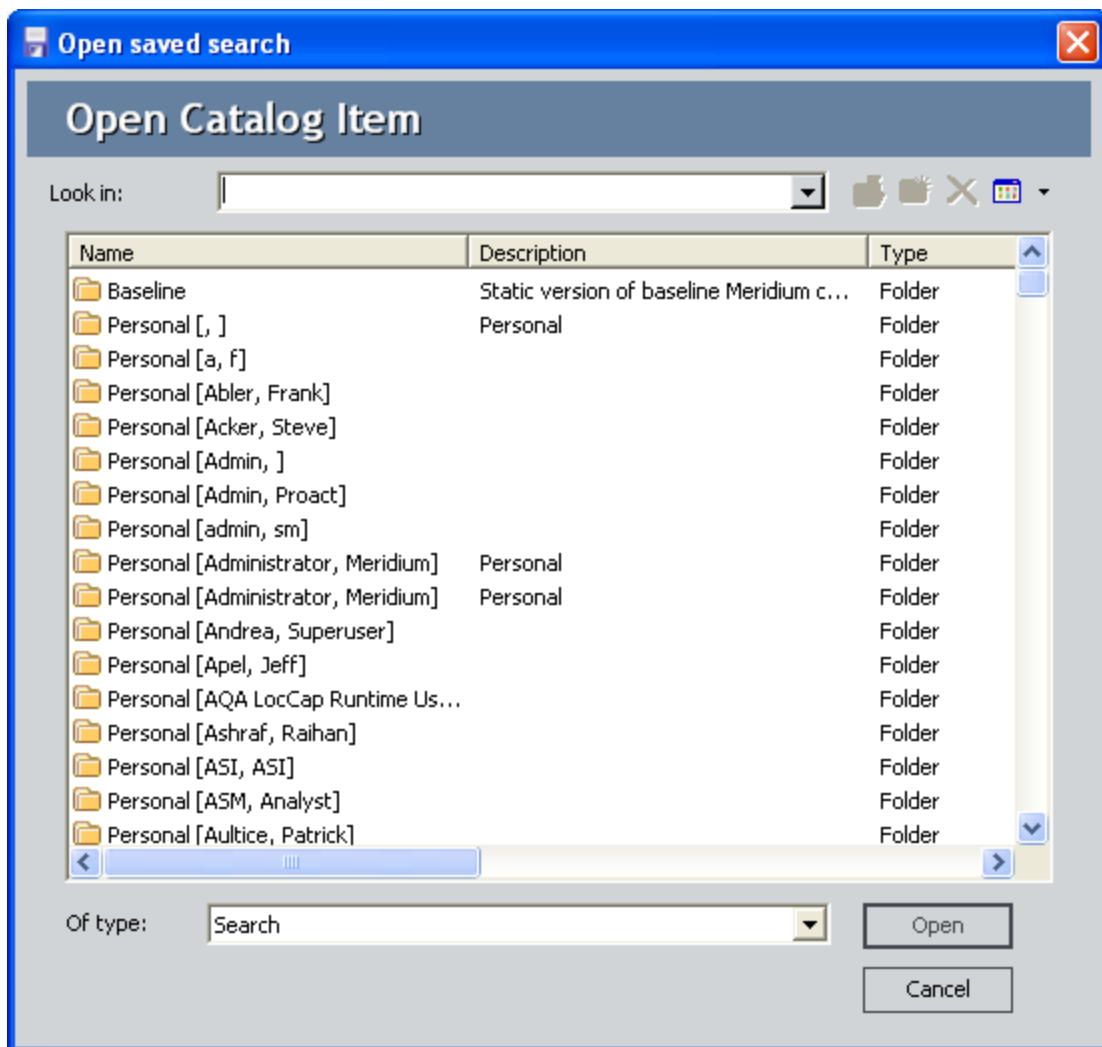 Open saved search
Open Catalog Item
Look in:
Name Description Type
Baseline Static version of baseline Meridium c... Folder
Personal [, ] Personal Folder
Personal [a, f] Folder
Personal [Abler, Frank] Folder
Personal [Acker, Steve] Folder
Personal [Admin, ] Folder
Personal [Admin, Proact] Folder
Personal [admin, sm] Folder
Personal [Administrator, Meridium] Personal Folder
Personal [Administrator, Meridium] Personal Folder
Personal [Andrea, Superuser] Folder
Personal [Apel, Jeff] Folder
Personal [AQA LocCap Runtime Us... Folder
Personal [Ashraf, Raihan] Folder
Personal [ASI, ASI] Folder
Personal [ASM, Analyst] Folder
Personal [Aultice, Patrick] Folder
Of type: Search Open
Cancel